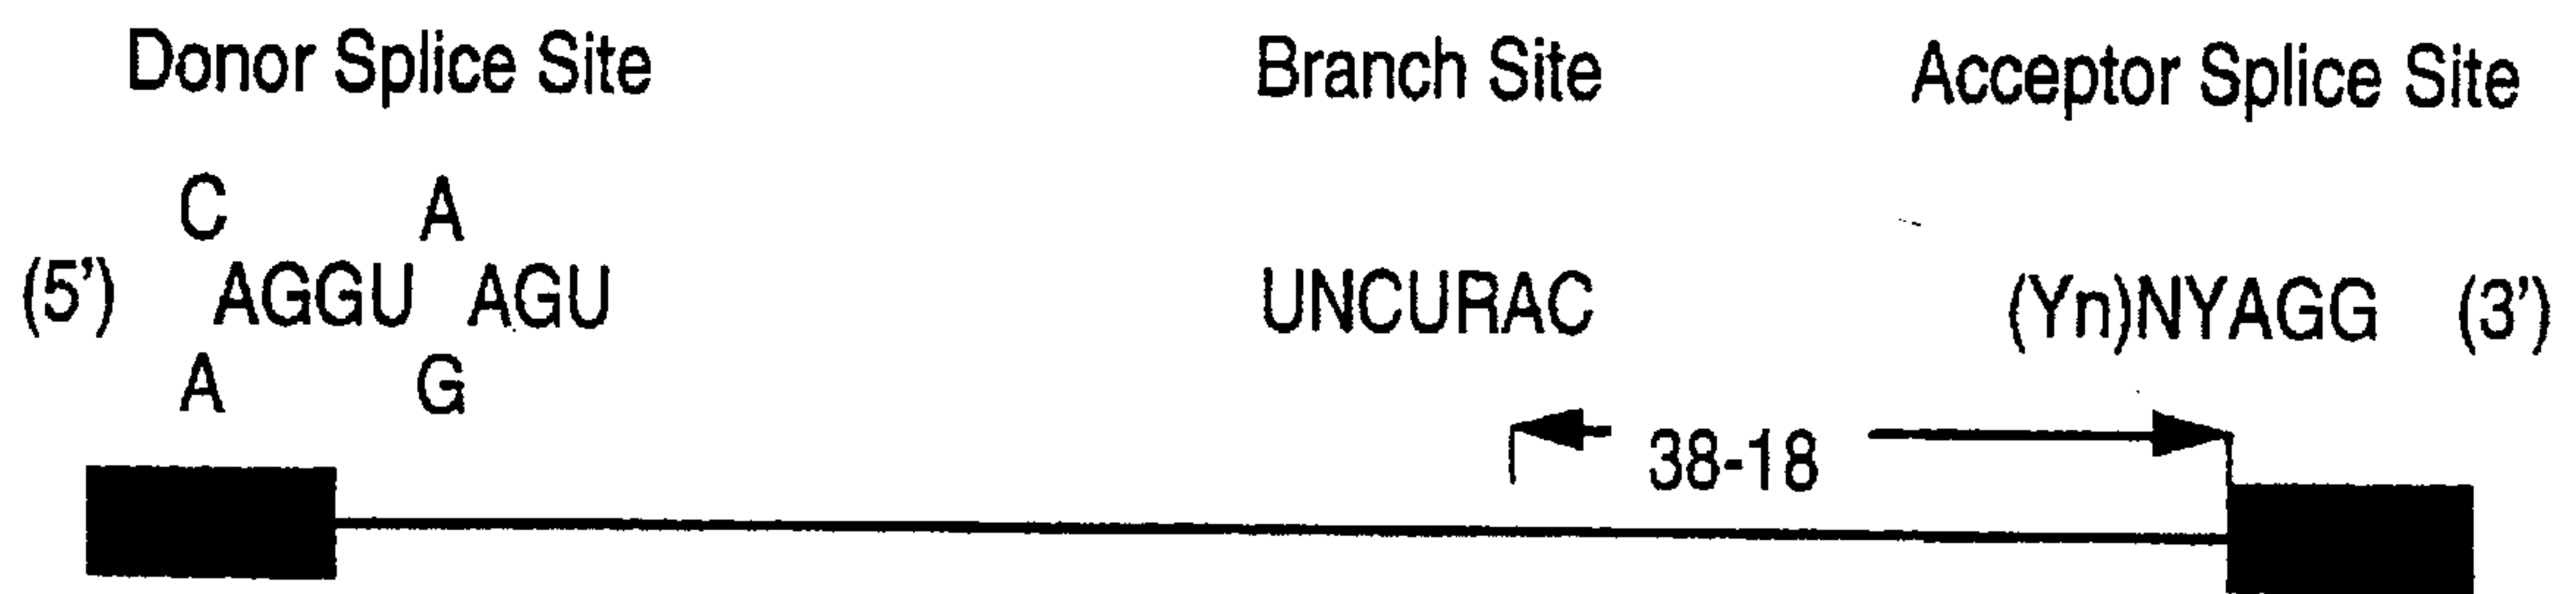 Donor Splice Site Branch Site Acceptor Splice Site
C A
(5') AGGU AGU UNCURAC (Yn)NYAGG (3')
A G
38-18